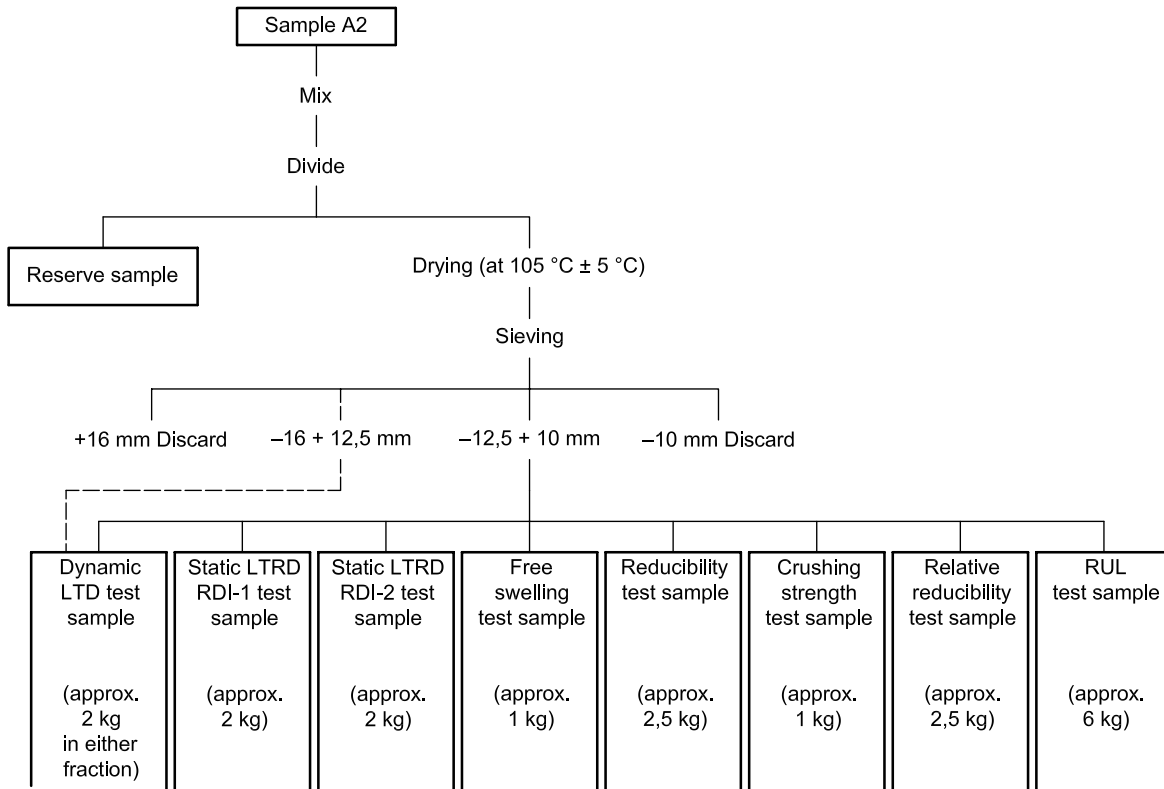 Sample A2
Mix
Divide
Reserve sample
Drying (at 105 °C ± 5 °C)
Sieving
+16 mm Discard
–16 + 12,5 mm
–12,5 + 10 mm
–10 mm Discard
Dynamic
LTD test
sample
(approx.
2 kg
in either
fraction)
Static LTRD
RDI-1 test
sample
(approx.
2 kg)
Static LTRD
RDI-2 test
sample
(approx.
2 kg)
Free
swelling
test sample
(approx.
1 kg)
Reducibility
test sample
(approx.
2,5 kg)
Crushing
strength
test sample
(approx.
1 kg)
Relative
reducibility
test sample
(approx.
2,5 kg)
RUL
test sample
(approx.
6 kg)